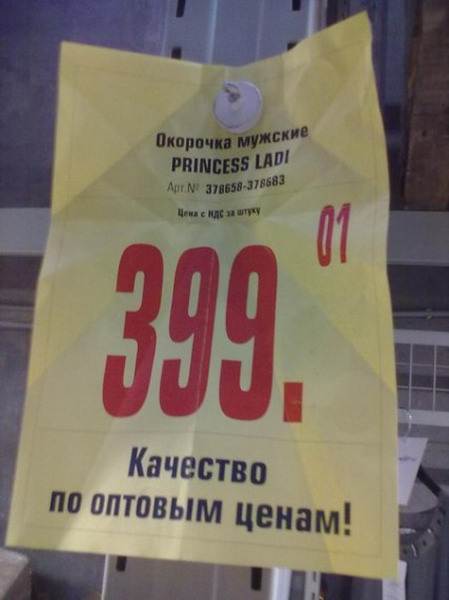 Окорочка мужские
PRINCESS LADI
Арт.№ 378658-378683
Цена с НДС за штуку
399. 01
Качество
по оптовым ценам!